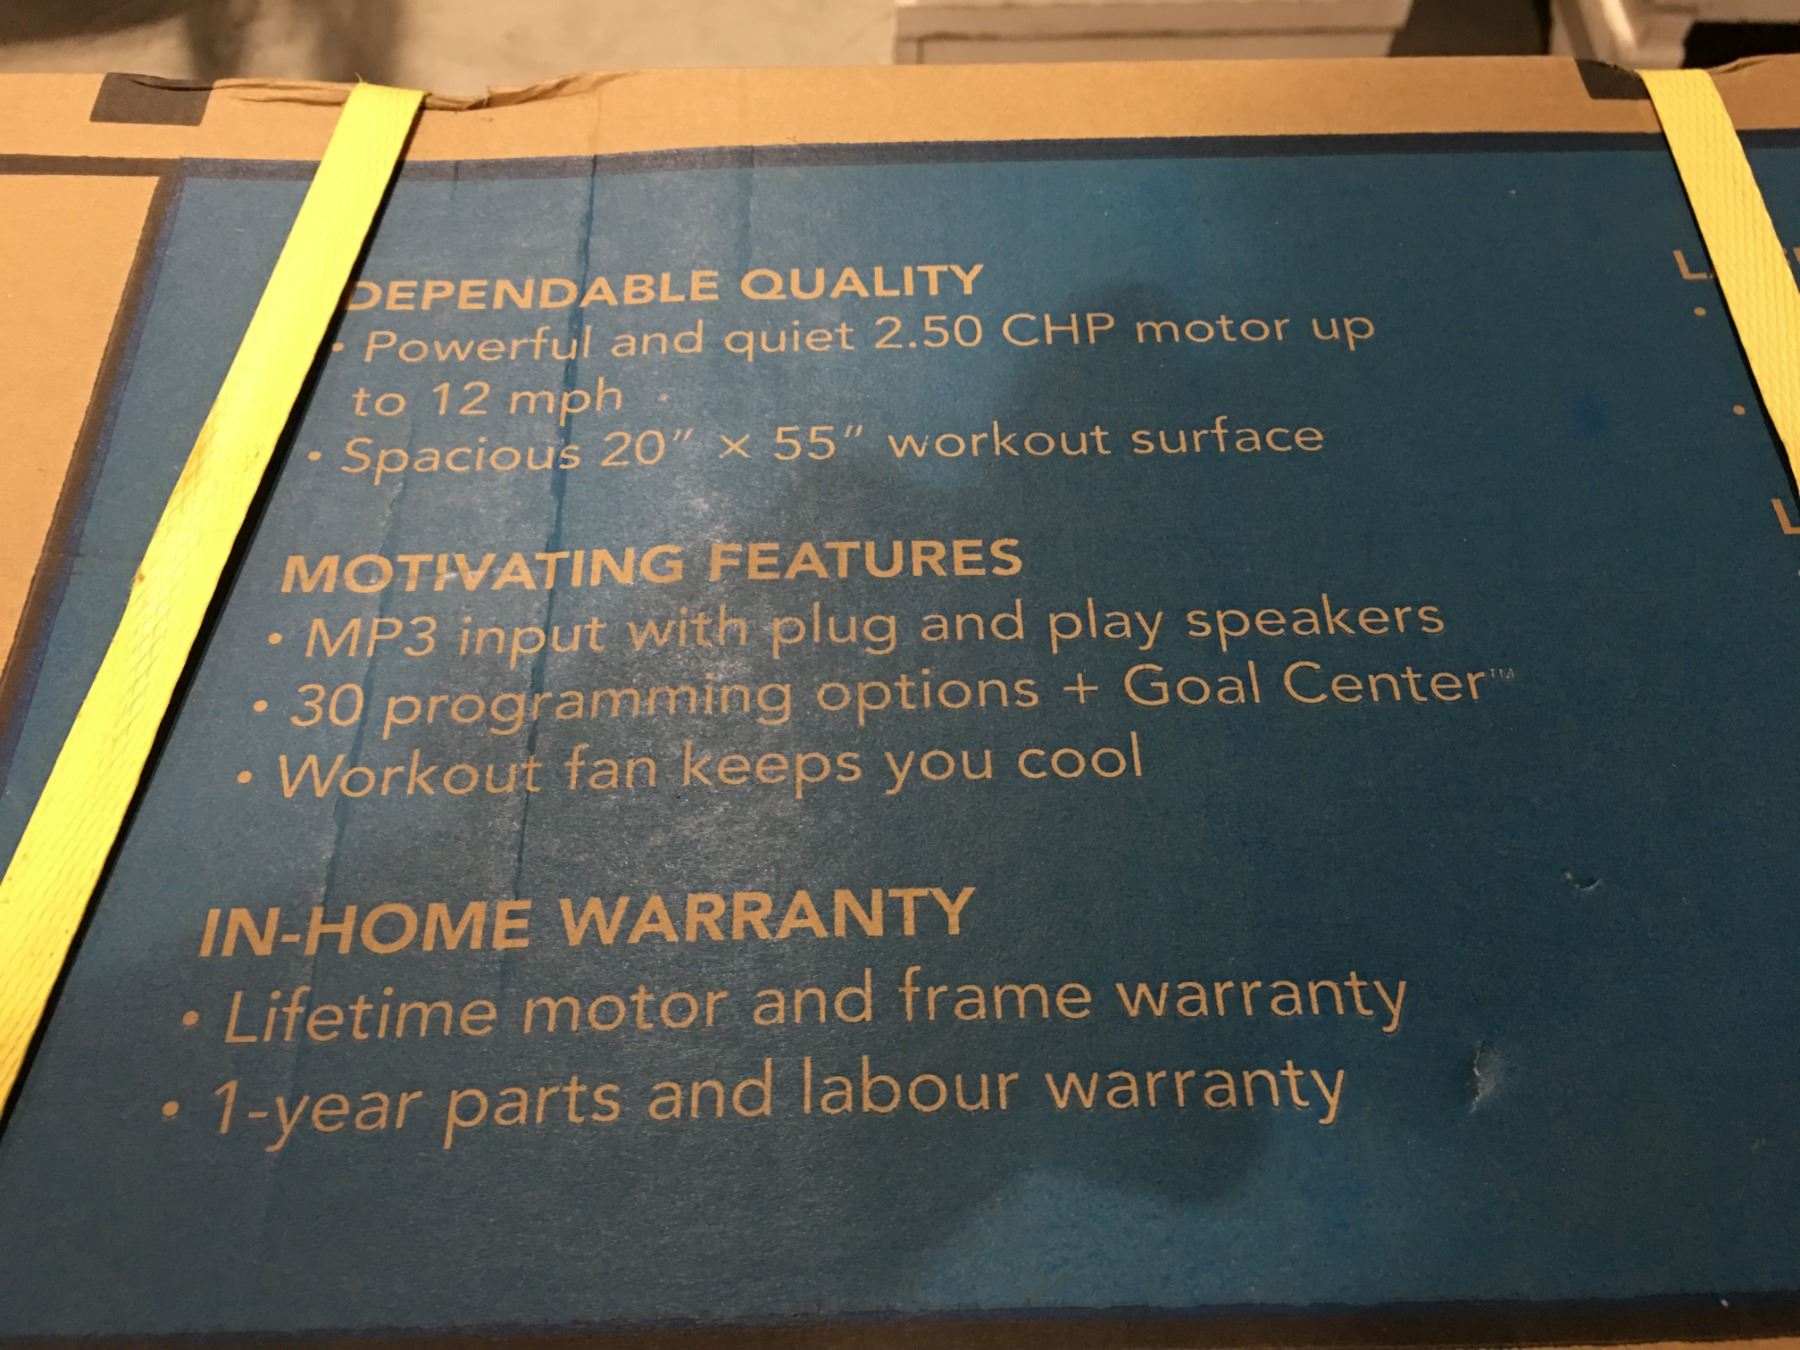 DEPENDABLE QUALITY
• Powerful and quiet 2.50 CHP motor up
to 12 mph
• Spacious 20" x 55" workout surface
MOTIVATING FEATURES
• MP3 input with plug and play speakers
• 30 programming options + Goal Center™
• Workout fan keeps you cool
IN-HOME WARRANTY
• Lifetime motor and frame warranty
• 1-year parts and labour warranty